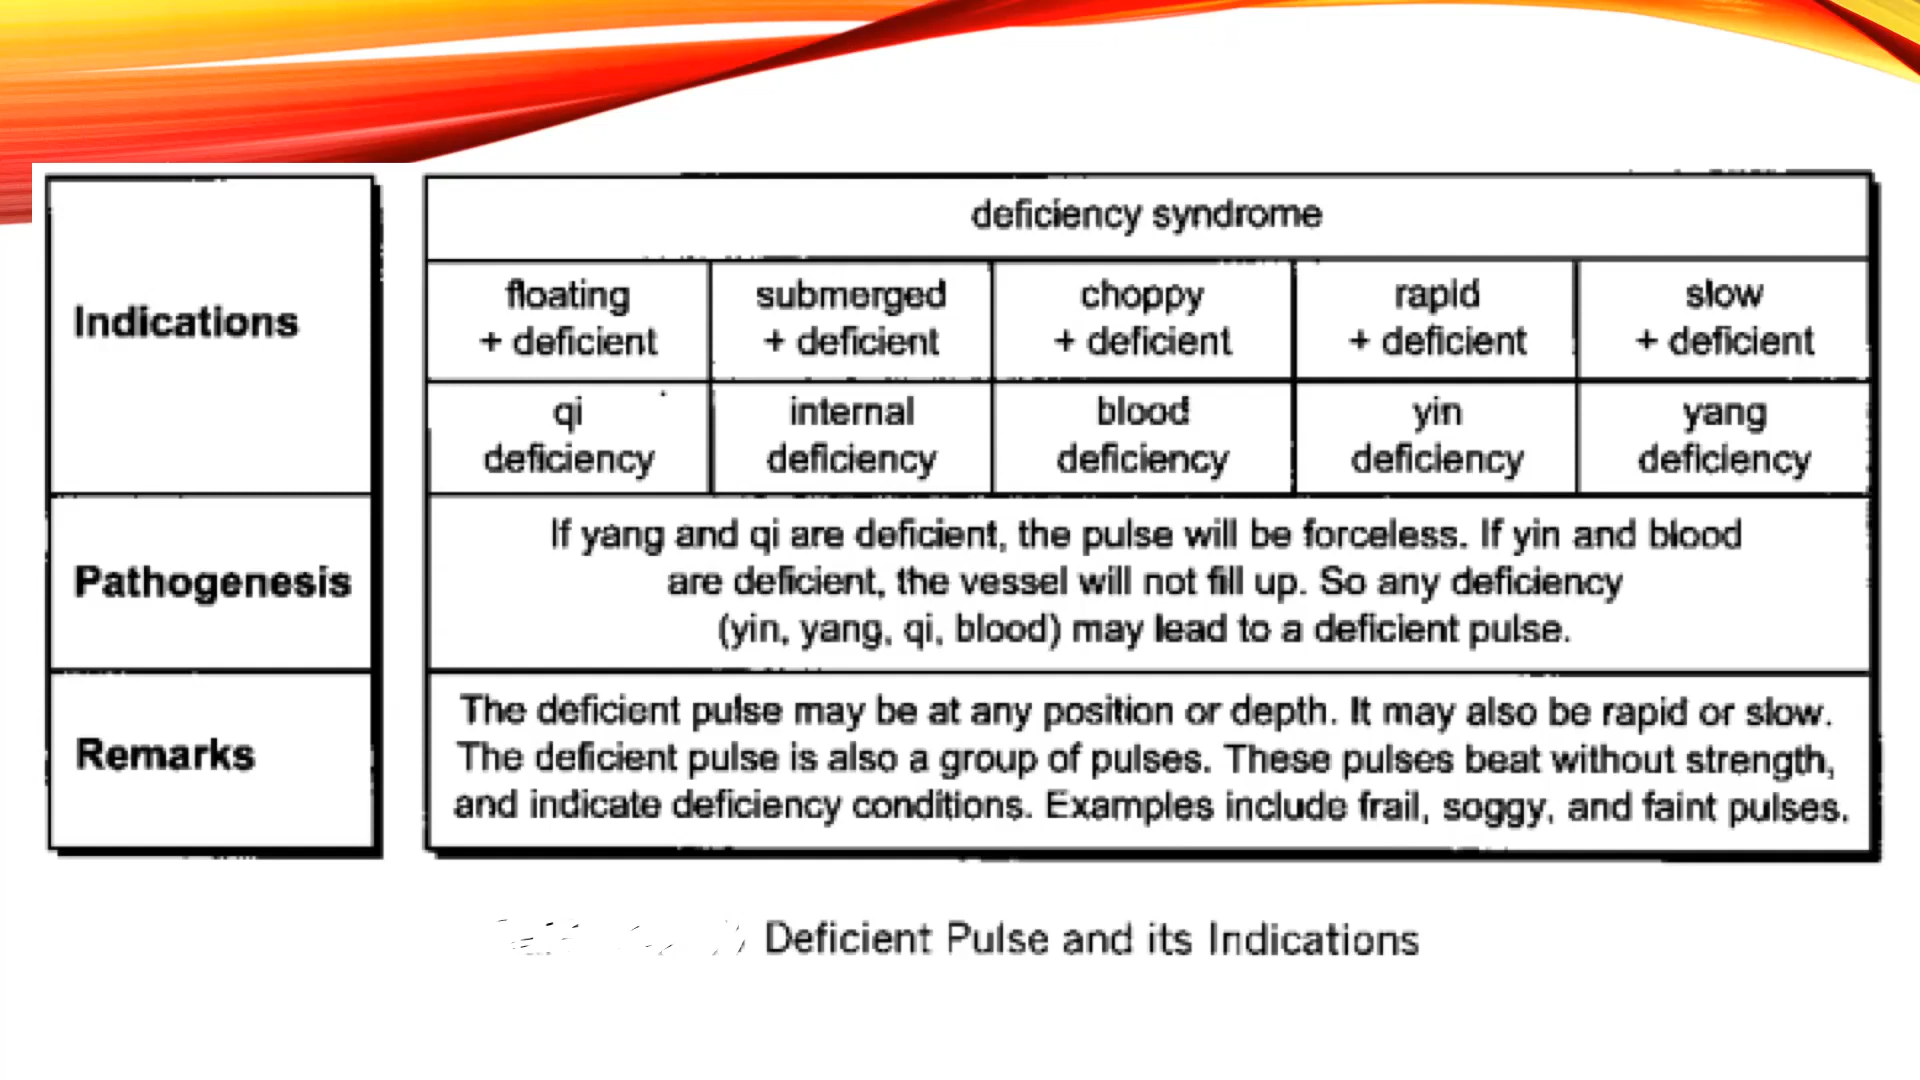 Indications
deficiency syndrome
floating
+ deficient
submerged
+ deficient
choppy
+ deficient
rapid
+ deficient
slow
+ deficient
qi
deficiency
internal
deficiency
blood
deficiency
yin
deficiency
yang
deficiency
Pathogenesis
If yang and qi are deficient, the pulse will be forceless. If yin and blood
are deficient, the vessel will not fill up. So any deficiency
(yin, yang, qi, blood) may lead to a deficient pulse.
Remarks
The deficient pulse may be at any position or depth. It may also be rapid or slow.
The deficient pulse is also a group of pulses. These pulses beat without strength,
and indicate deficiency conditions. Examples include frail, soggy, and faint pulses.
Deficient Pulse and its Indications